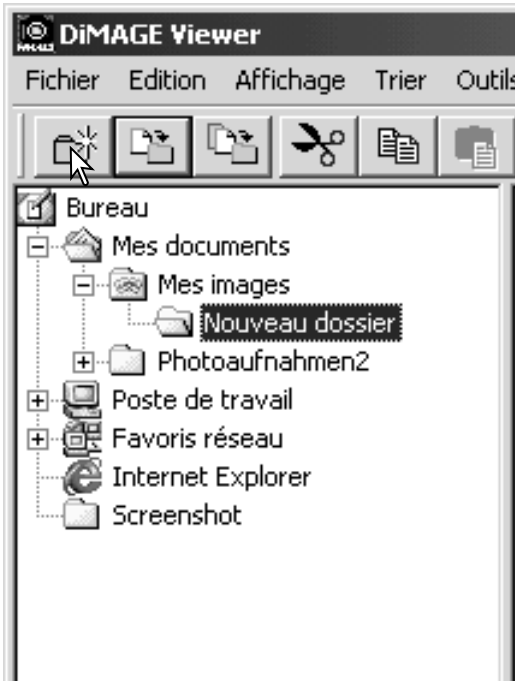 DiMAGE Viewer
Fichier Edition Affichage Trier Outils
Bureau
Mes documents
Mes images
Nouveau dossier
Photoaufnahmen2
Poste de travail
Favoris réseau
Internet Explorer
Screenshot